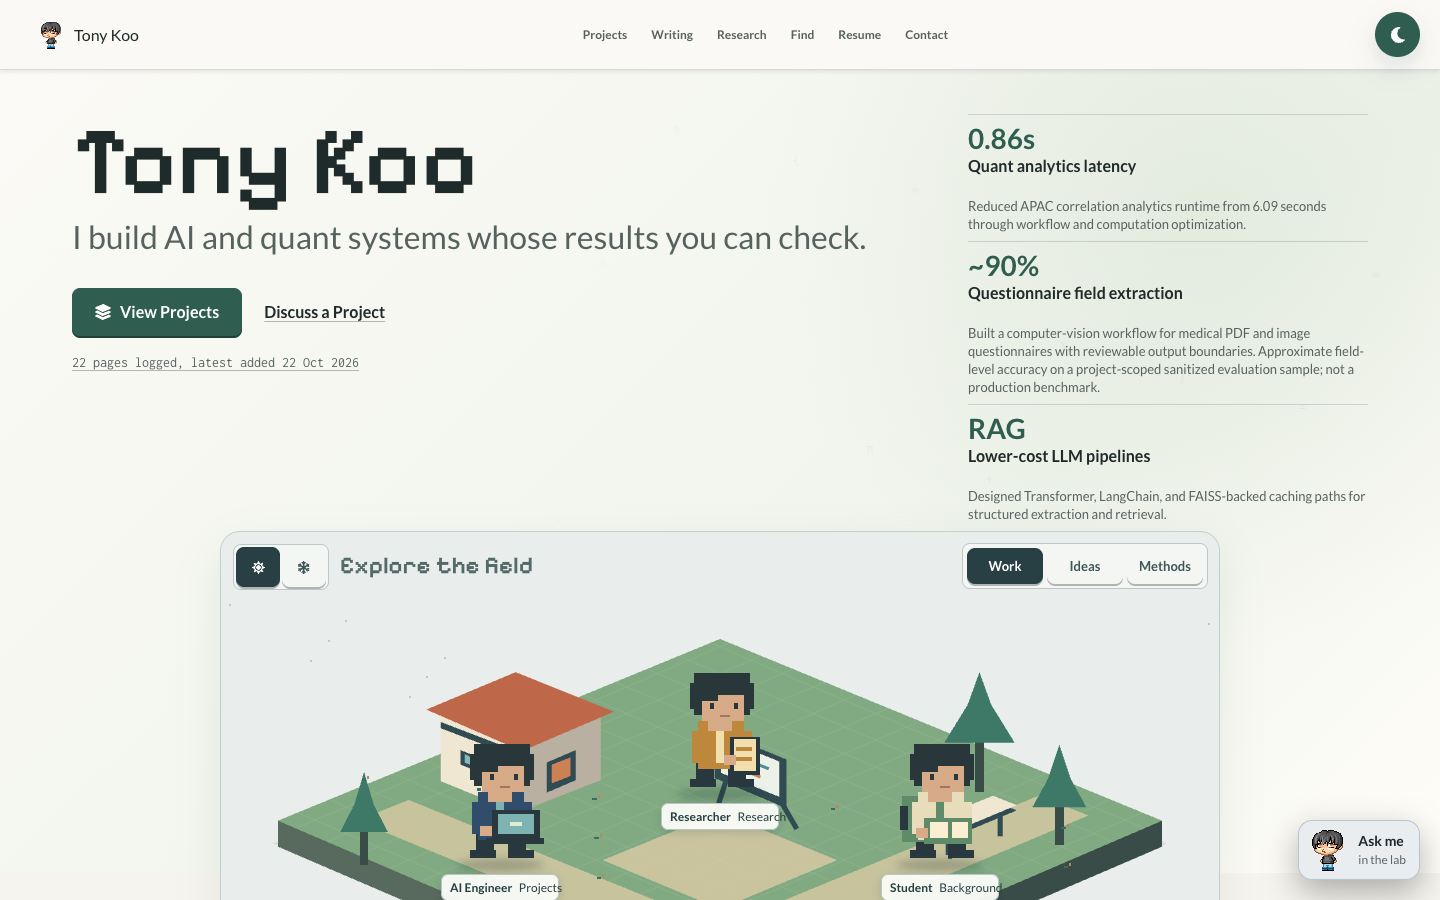 Tony Koo
Projects
Writing
Research
Find
Resume
Contact
Tony Koo
I build AI and quant systems whose results you can check.
View Projects
Discuss a Project
22 pages logged, latest added 22 Oct 2026
0.86s
Quant analytics latency
Reduced APAC correlation analytics runtime from 6.09 seconds
through workflow and computation optimization.
~90%
Questionnaire field extraction
Built a computer-vision workflow for medical PDF and image
questionnaires with reviewable output boundaries. Approximate field-
level accuracy on a project-scoped sanitized evaluation sample; not a
production benchmark.
RAG
Lower-cost LLM pipelines
Designed Transformer, LangChain, and FAISS-backed caching paths for
structured extraction and retrieval.
Explore the field
Work
Ideas
Methods
Researcher Research
AI Engineer Projects
Student Background
Ask me
in the lab